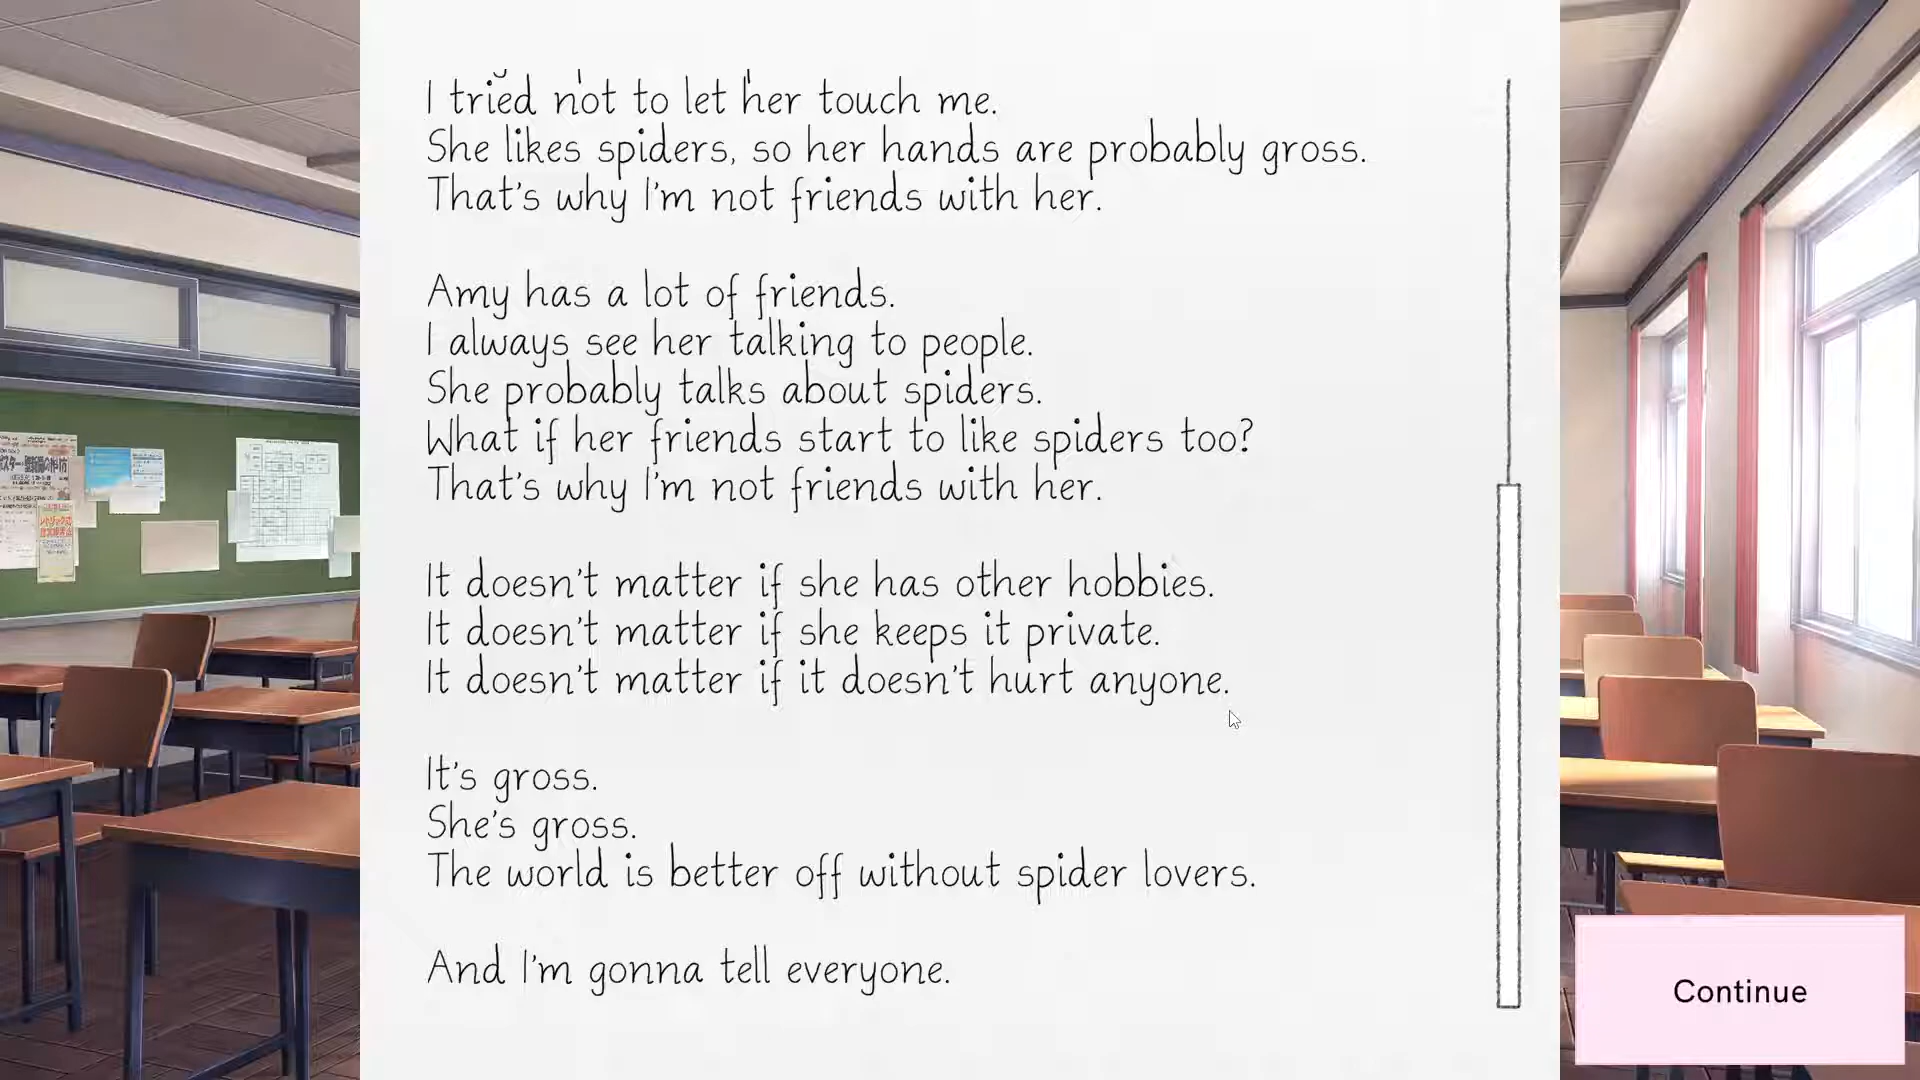 I tried not to let her touch me.
She likes spiders, so her hands are probably gross.
That's why I'm not friends with her.
Amy has a lot of friends.
I always see her talking to people.
She probably talks about spiders.
What if her friends start to like spiders too?
That's why I'm not friends with her.
It doesn't matter if she has other hobbies.
It doesn't matter if she keeps it private.
It doesn't matter if it doesn't hurt anyone.
It's gross.
She's gross.
The world is better off without spider lovers.
And I'm gonna tell everyone.
Continue